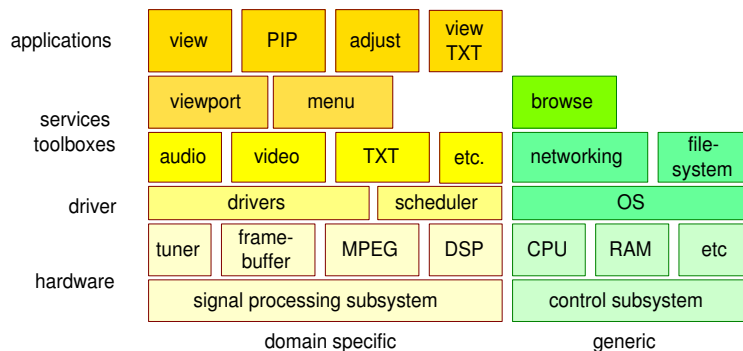 applications
view
PIP
adjust
view
TXT
services
toolboxes
viewport
menu
browse
audio
video
TXT
etc.
networking
file-
system
driver
drivers
scheduler
OS
hardware
tuner
frame-
buffer
MPEG
DSP
CPU
RAM
etc
signal processing subsystem
control subsystem
domain specific
generic